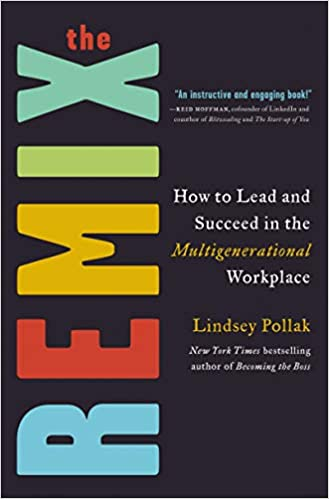 the
REMIX
"An instructive and engaging book!"
—REID HOFFMAN, cofounder of LinkedIn and
coauthor of Blitzscaling and The Start-up of You
How to Lead and
Succeed in the
Multigenerational
Workplace
Lindsey Pollak
New York Times bestselling
author of Becoming the Boss